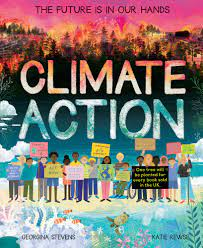 THE FUTURE IS IN OUR HANDS
CLIMATE
ACTION
One tree will
be planted for
every book sold
in the UK.
GEORGINA STEVENS
KATIE REWSE